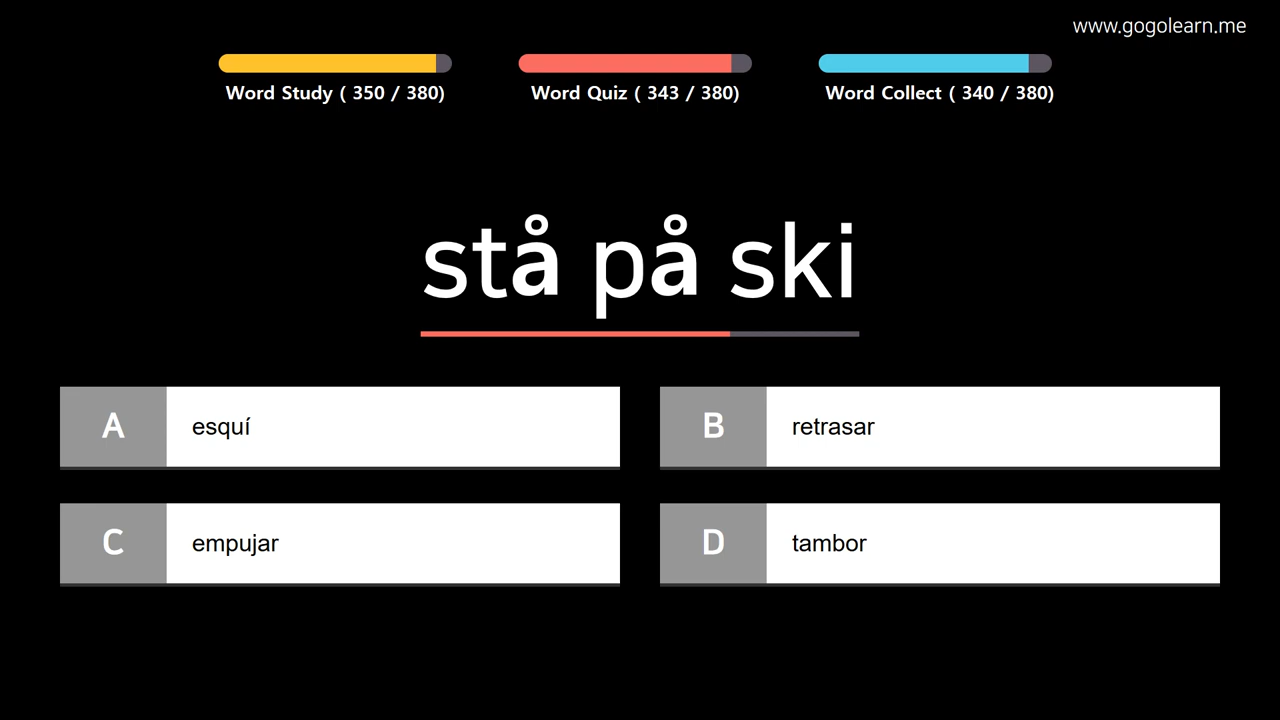 www.gogolearn.me
Word Study ( 350 / 380)
Word Quiz ( 343 / 380)
Word Collect ( 340 / 380)
stå på ski
A esquí
B retrasar
C empujar
D tambor